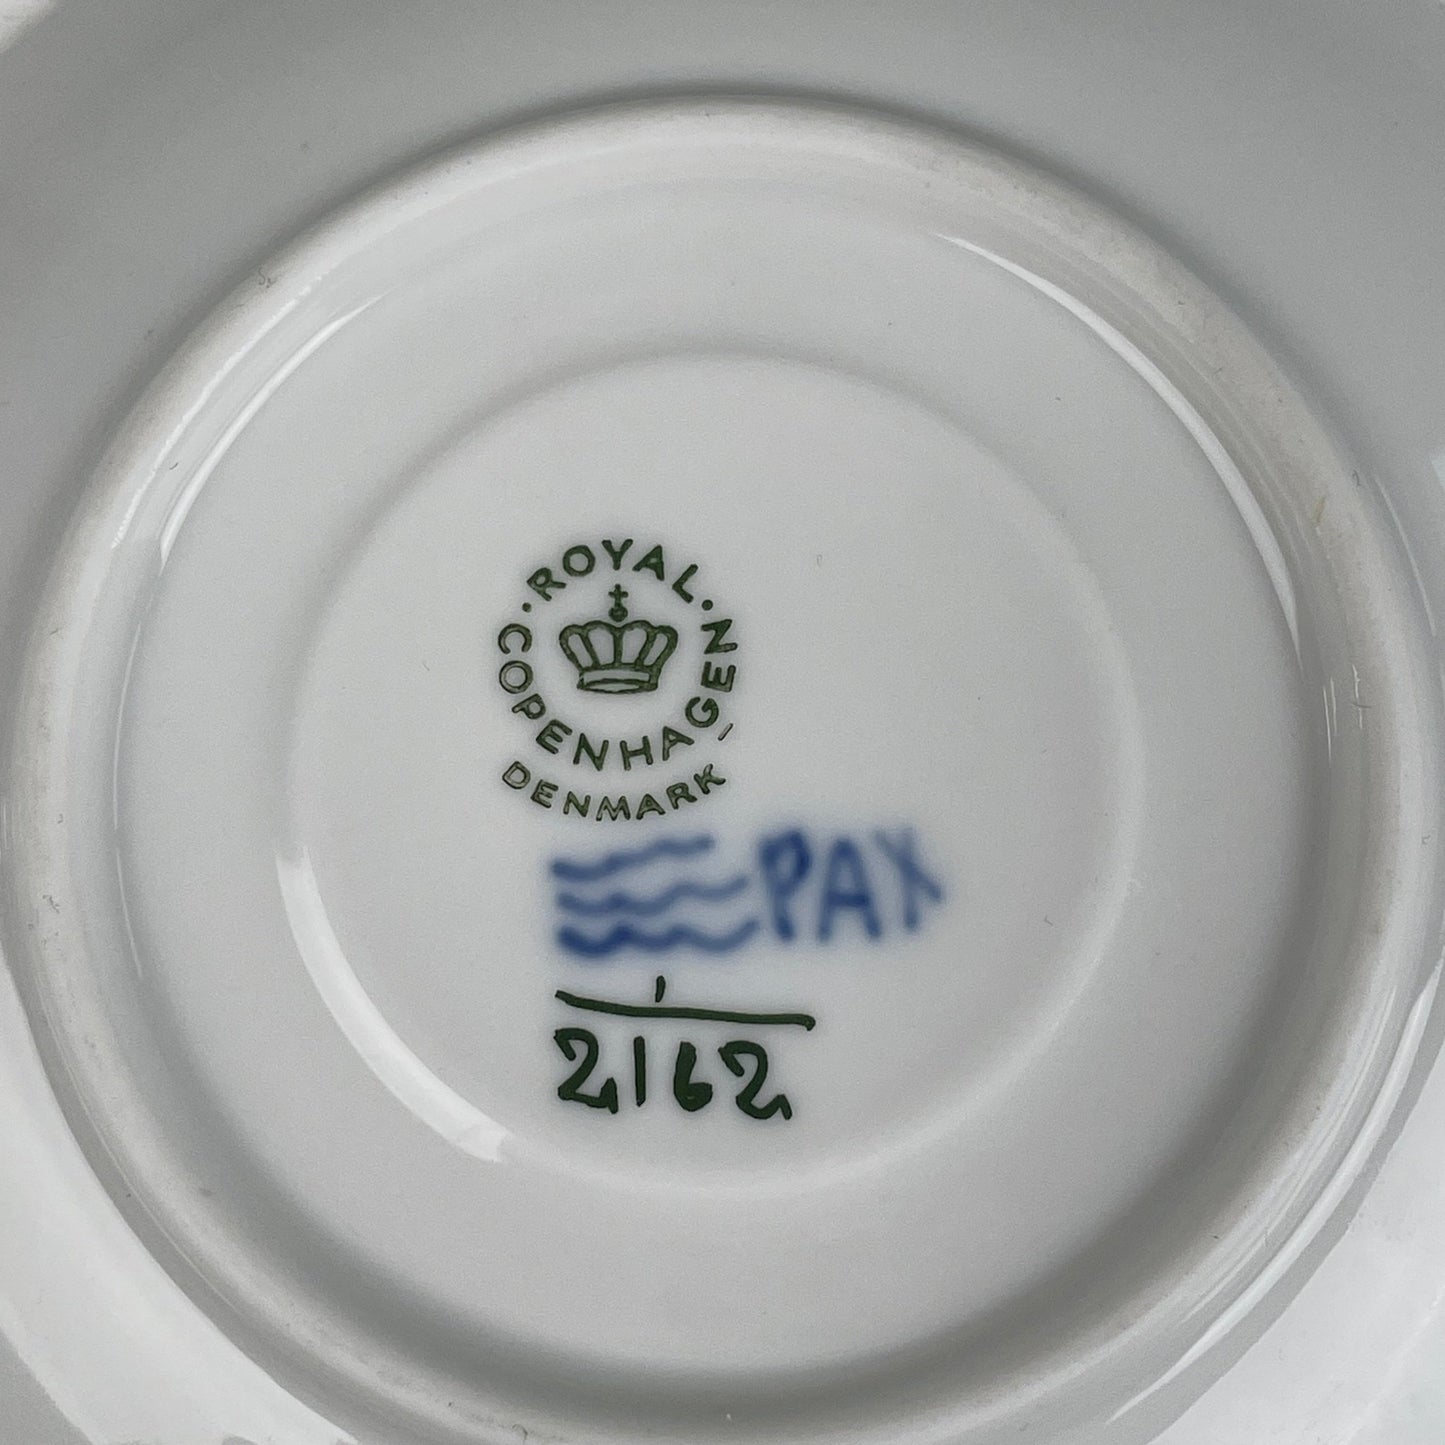 ROYAL
COPENHAGEN
DENMARK
PAX
1
2162